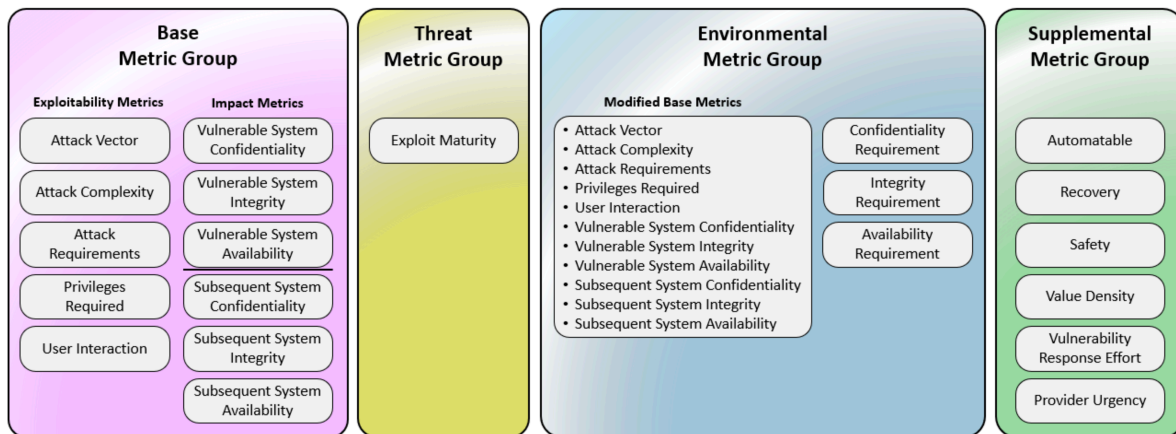 Base
Metric Group
Exploitability Metrics
Attack Vector
Attack Complexity
Attack
Requirements
Privileges
Required
User Interaction
Impact Metrics
Vulnerable System
Confidentiality
Vulnerable System
Integrity
Vulnerable System
Availability
Subsequent System
Confidentiality
Subsequent System
Integrity
Subsequent System
Availability
Threat
Metric Group
Exploit Maturity
Environmental
Metric Group
Modified Base Metrics
• Attack Vector
• Attack Complexity
• Attack Requirements
• Privileges Required
• User Interaction
• Vulnerable System Confidentiality
• Vulnerable System Integrity
• Vulnerable System Availability
• Subsequent System Confidentiality
• Subsequent System Integrity
• Subsequent System Availability
Confidentiality
Requirement
Integrity
Requirement
Availability
Requirement
Supplemental
Metric Group
Automatable
Recovery
Safety
Value Density
Vulnerability
Response Effort
Provider Urgency